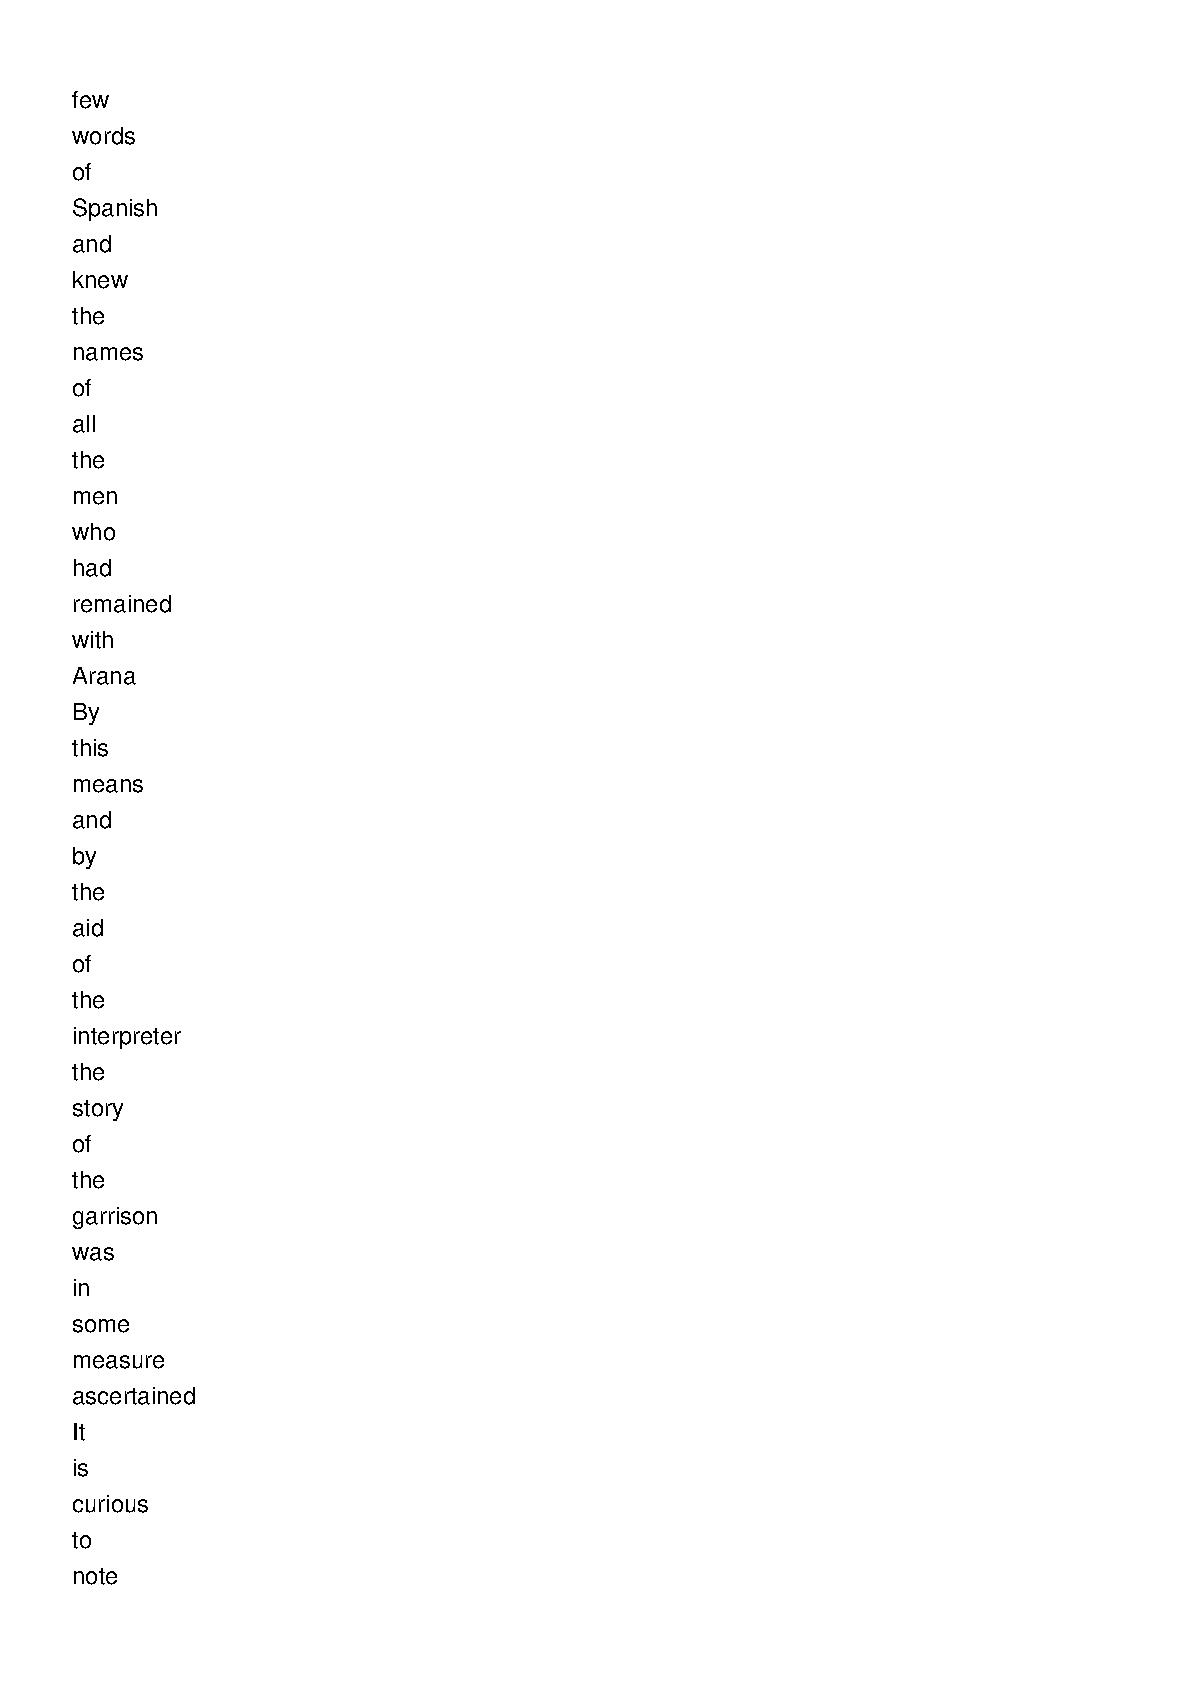 few
words
of
Spanish
and
knew
the
names
of
all
the
men
who
had
remained
with
Arana
By
this
means
and
by
the
aid
of
the
interpreter
the
story
of
the
garrison
was
in
some
measure
ascertained
It
is
curious
to
note